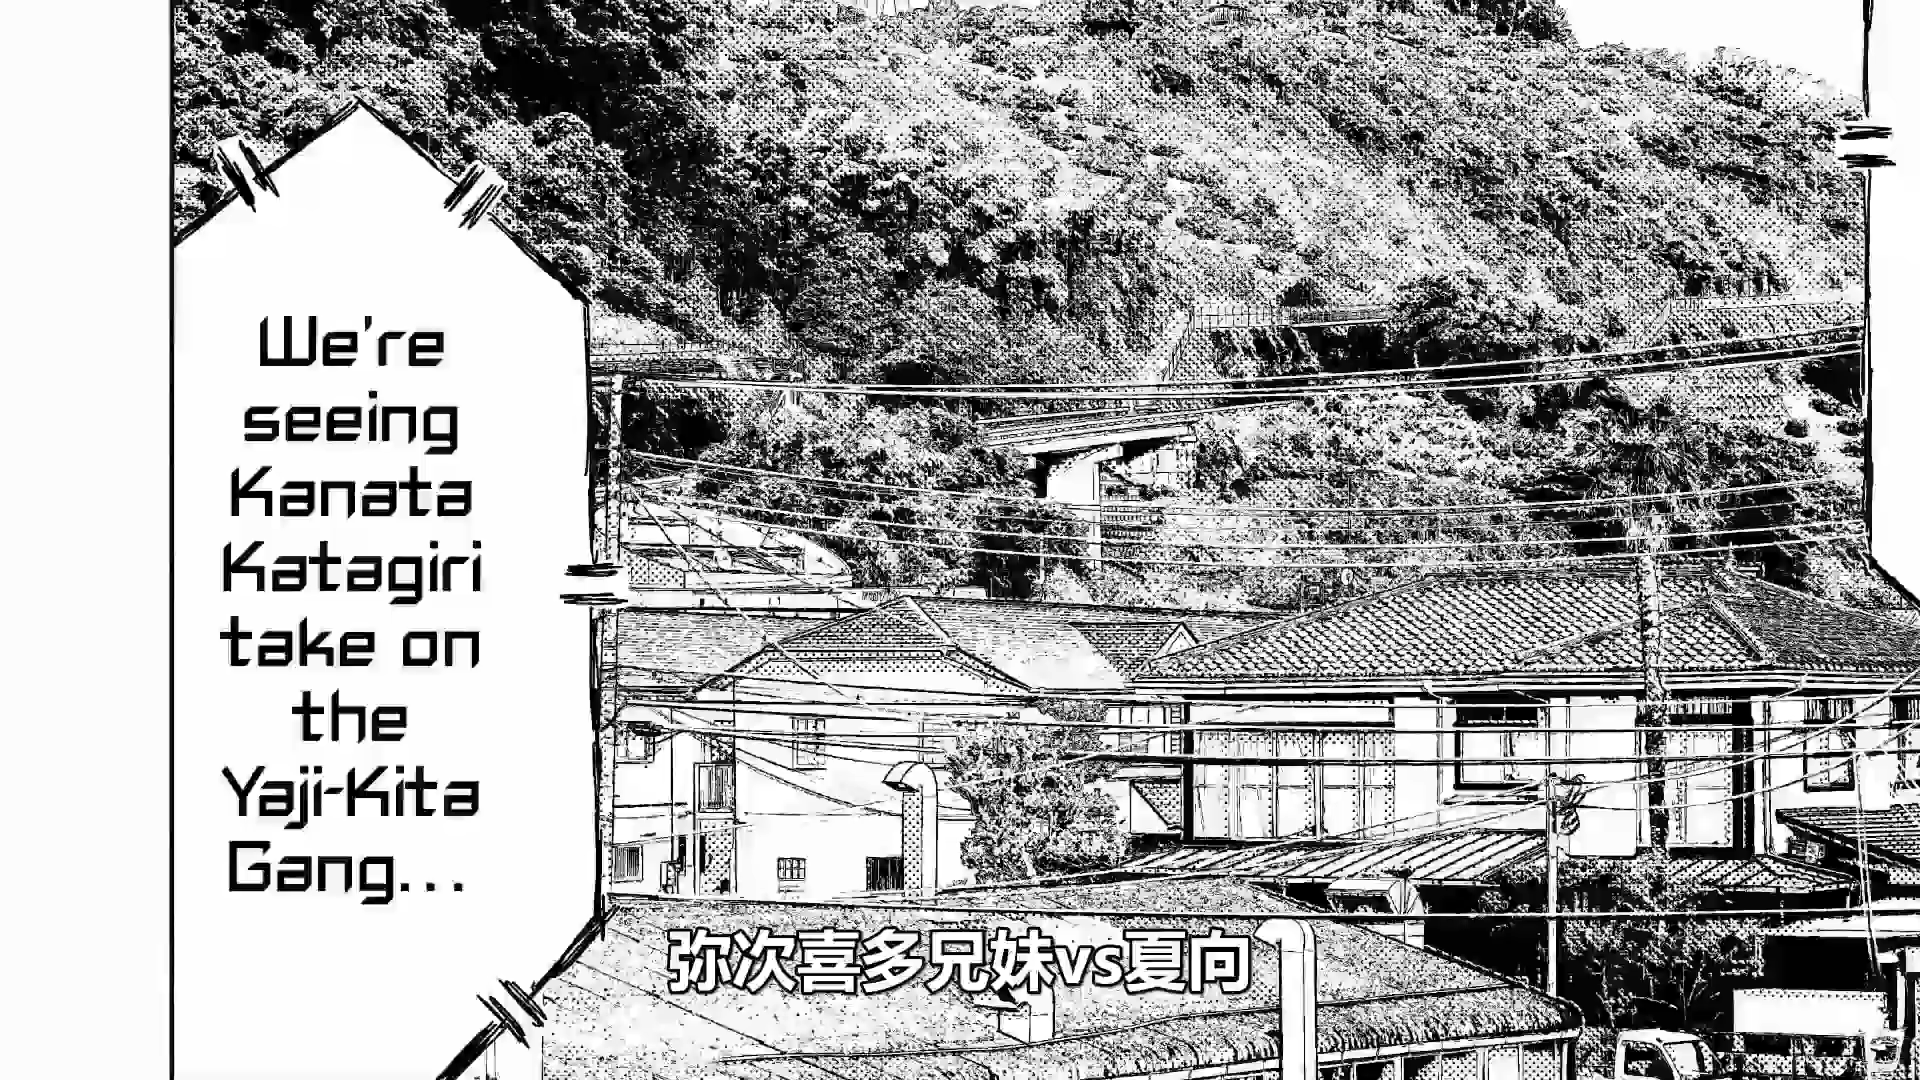 We're
seeing
Kanata
Katagiri
take on
the
Yaji-Kita
Gang...
弥次喜多兄妹vs夏向